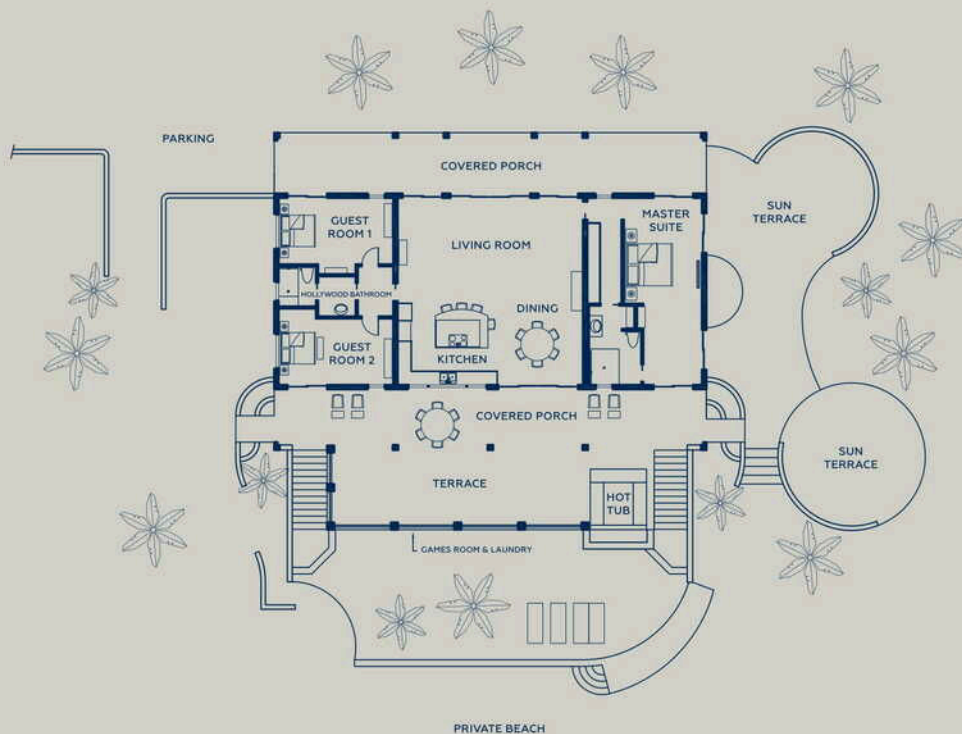 PARKING
COVERED PORCH
GUEST
ROOM 1
LIVING ROOM
MASTER
SUITE
SUN
TERRACE
HOLLYWOOD BATHROOM
DINING
GUEST
ROOM 2
KITCHEN
COVERED PORCH
SUN
TERRACE
TERRACE
HOT
TUB
GAMES ROOM & LAUNDRY
PRIVATE BEACH